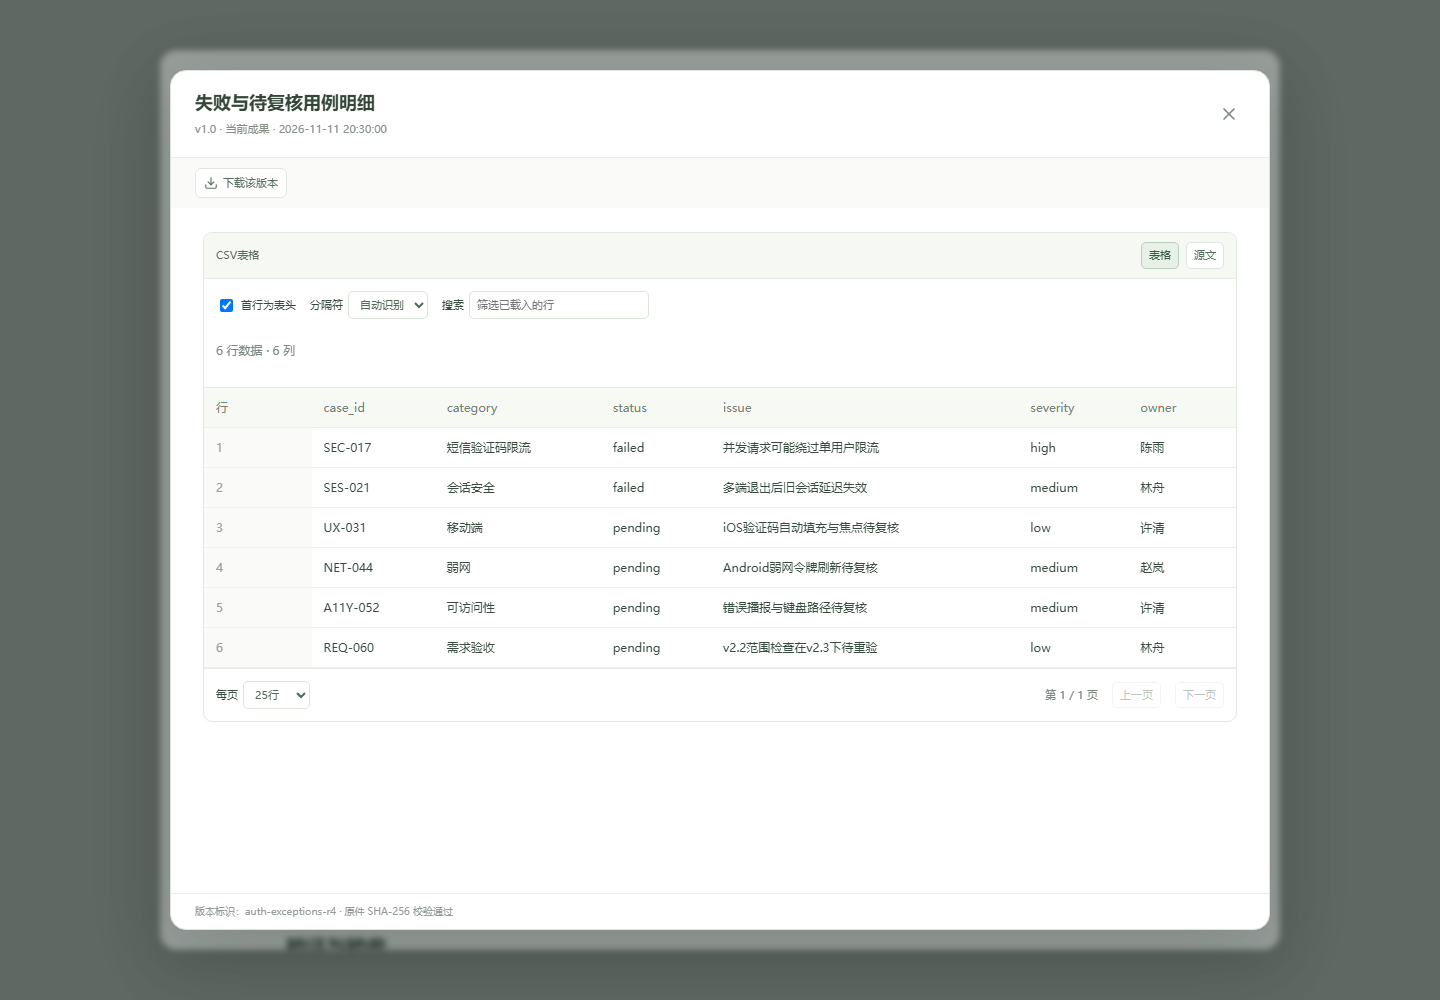 失败与待复核用例明细
v1.0 · 当前成果 · 2026-11-11 20:30:00
下载该版本
CSV表格 表格 源文
首行为表头 分隔符 自动识别 搜索 筛选已载入的行
6 行数据 · 6 列
行 case_id category status issue severity owner
1 SEC-017 短信验证码限流 failed 并发请求可能绕过单用户限流 high 陈雨
2 SES-021 会话安全 failed 多端退出后旧会话延迟失效 medium 林舟
3 UX-031 移动端 pending iOS验证码自动填充与焦点待复核 low 许清
4 NET-044 弱网 pending Android弱网令牌刷新待复核 medium 赵岚
5 A11Y-052 可访问性 pending 错误播报与键盘路径待复核 medium 许清
6 REQ-060 需求验收 pending v2.2范围检查在v2.3下待重验 low 林舟
每页 25行 第 1 / 1 页 上一页 下一页
版本标识：auth-exceptions-r4 · 原件 SHA-256 校验通过